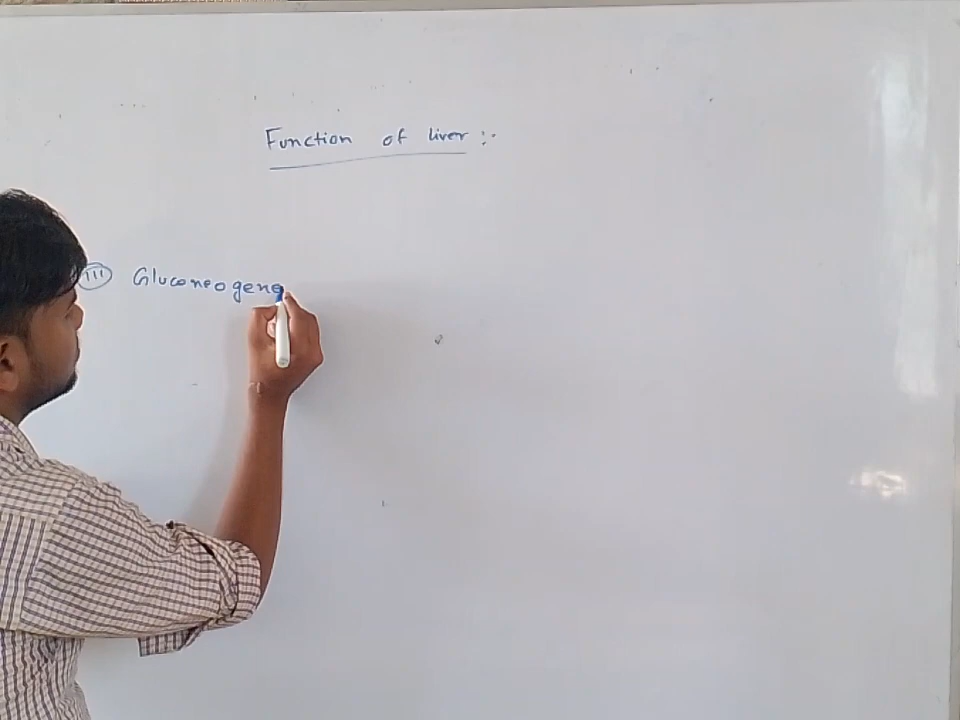 Function of liver :-
(III) Gluconeogene